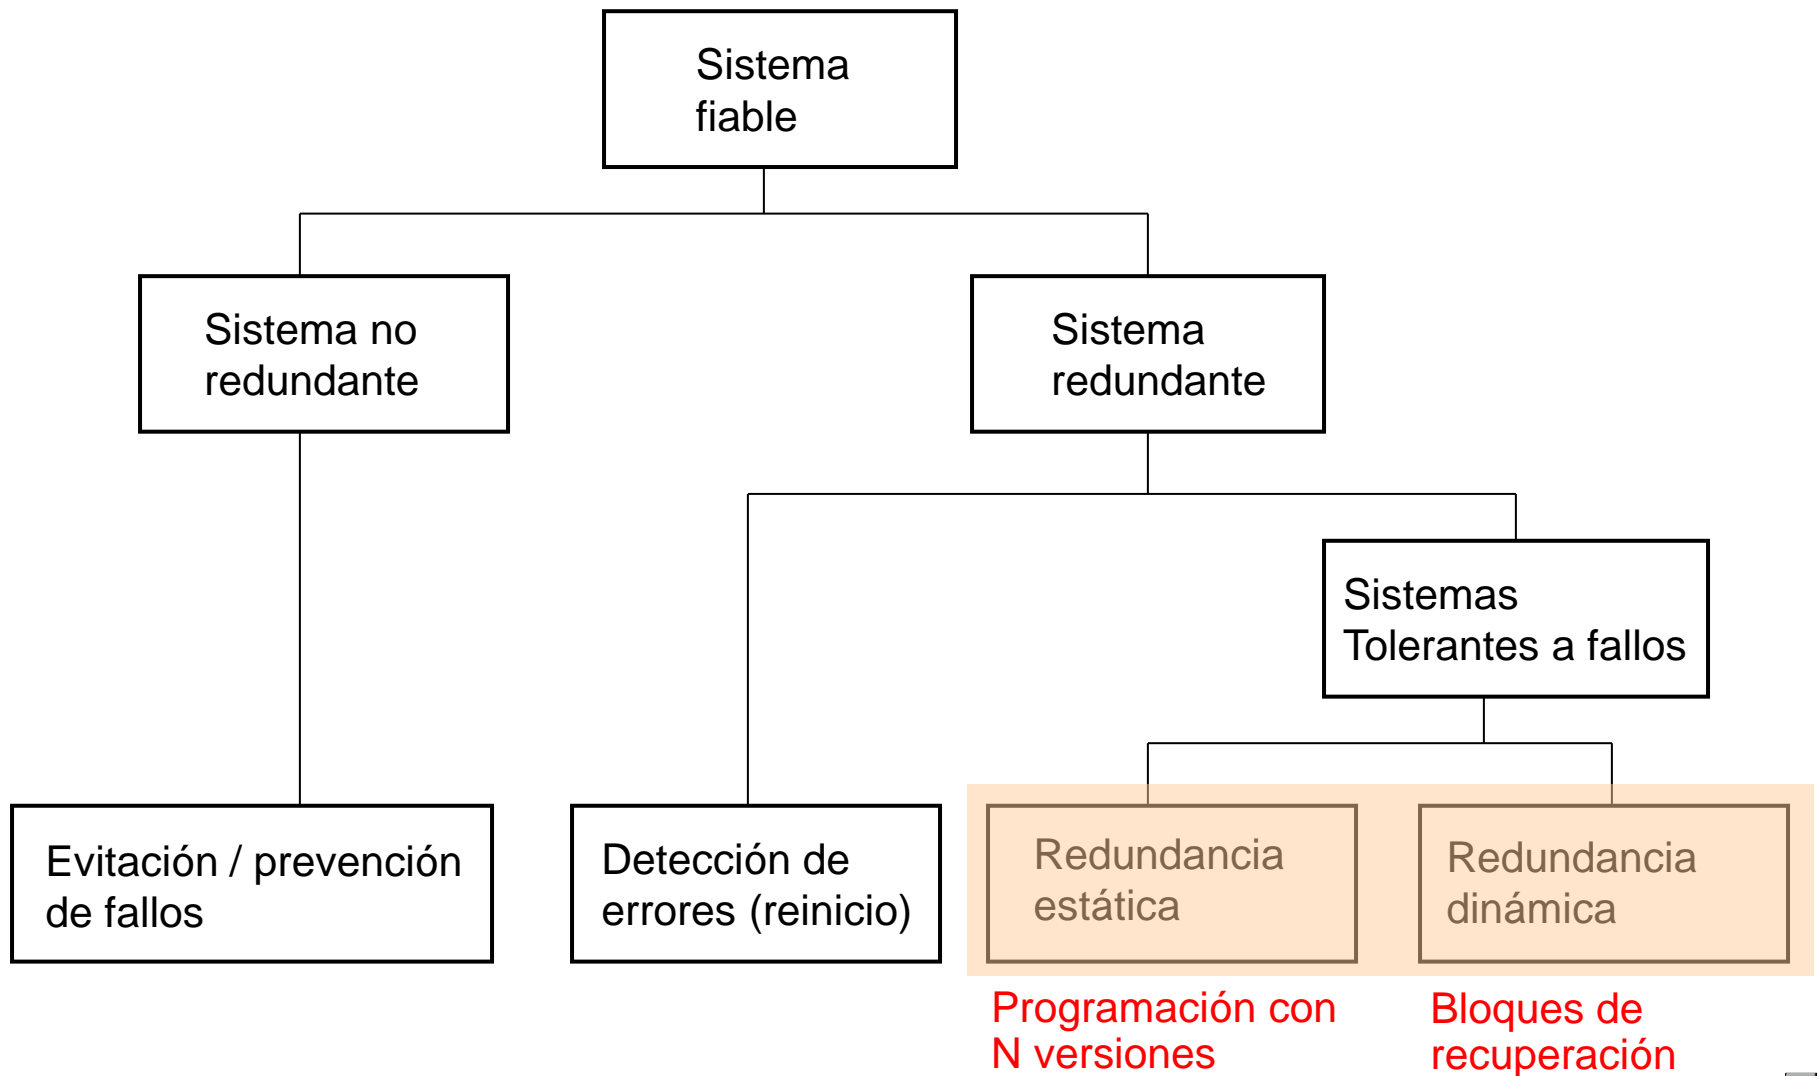 Sistema
fiable
Sistema no
redundante
Sistema
redundante
Sistemas
Tolerantes a fallos
Evitación / prevención
de fallos
Detección de
errores (reinicio)
Redundancia
estática
Redundancia
dinámica
Programación con
N versiones
Bloques de
recuperación